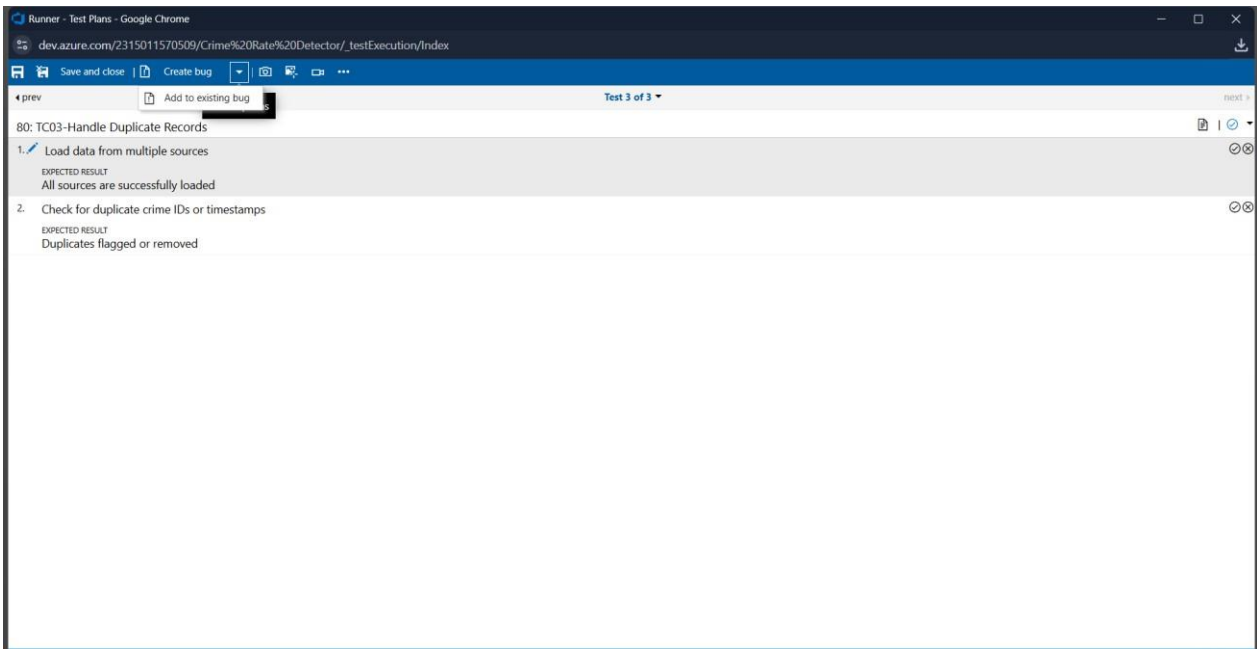 Runner - Test Plans - Google Chrome
dev.azure.com/2315011570509/Crime%20Rate%20Detector/_testExecution/Index
Save and close | Create bug
prev Add to existing bug Test 3 of 3 next
80: TC03-Handle Duplicate Records
1. Load data from multiple sources
EXPECTED RESULT
All sources are successfully loaded
2. Check for duplicate crime IDs or timestamps
EXPECTED RESULT
Duplicates flagged or removed